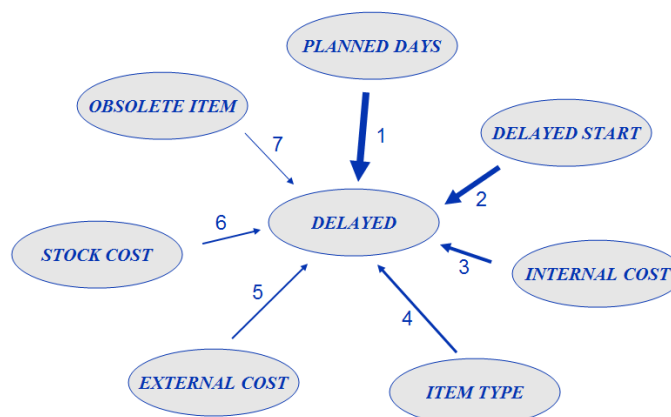 PLANNED DAYS
OBSOLETE ITEM
1
DELAYED START
7
2
DELAYED
6
STOCK COST
3
INTERNAL COST
5
4
EXTERNAL COST
ITEM TYPE